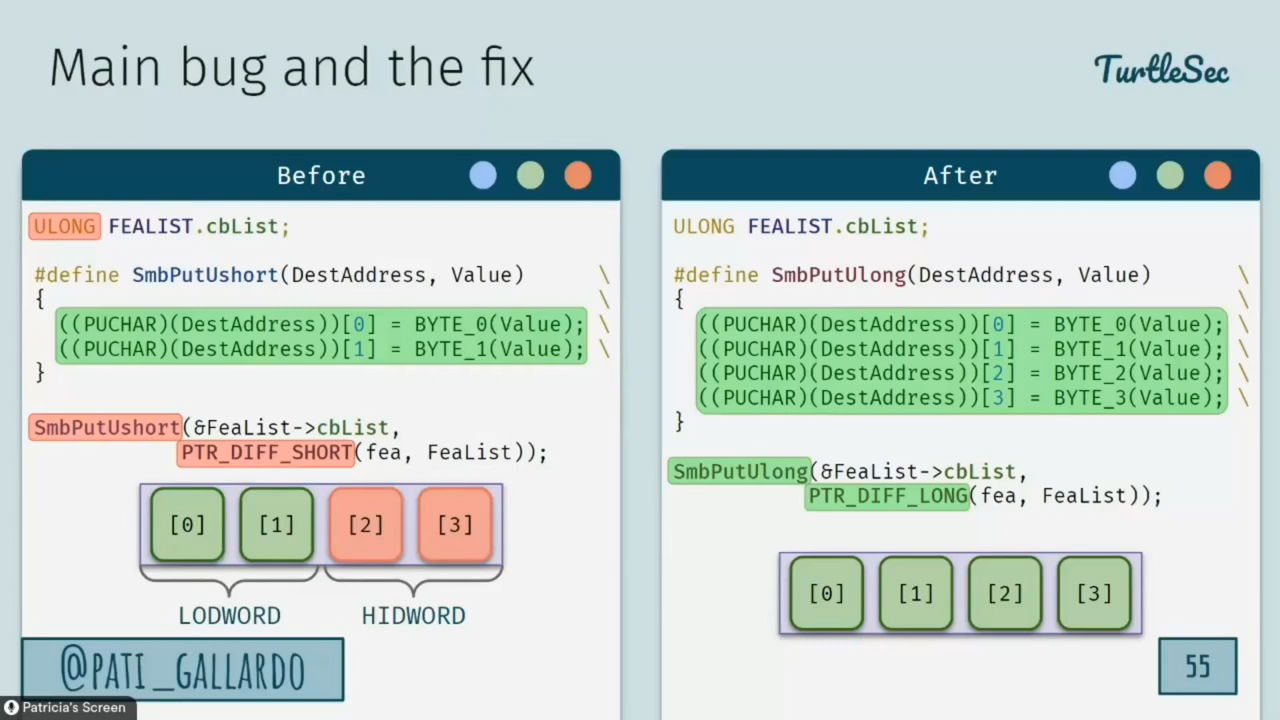 Main bug and the fix
TurtleSec
Before
ULONG FEALIST.cbList;
#define SmbPutUshort(DestAddress, Value) \
{ \
((PUCHAR)(DestAddress))[0] = BYTE_0(Value); \
((PUCHAR)(DestAddress))[1] = BYTE_1(Value); \
}
SmbPutUshort(&FeaList->cbList,
PTR_DIFF_SHORT(fea, FeaList));
[0] [1] [2] [3]
LODWORD HIDWORD
After
ULONG FEALIST.cbList;
#define SmbPutUlong(DestAddress, Value) \
{ \
((PUCHAR)(DestAddress))[0] = BYTE_0(Value); \
((PUCHAR)(DestAddress))[1] = BYTE_1(Value); \
((PUCHAR)(DestAddress))[2] = BYTE_2(Value); \
((PUCHAR)(DestAddress))[3] = BYTE_3(Value); \
}
SmbPutUlong(&FeaList->cbList,
PTR_DIFF_LONG(fea, FeaList));
[0] [1] [2] [3]
@PATI_GALLARDO
55
Patricia's Screen